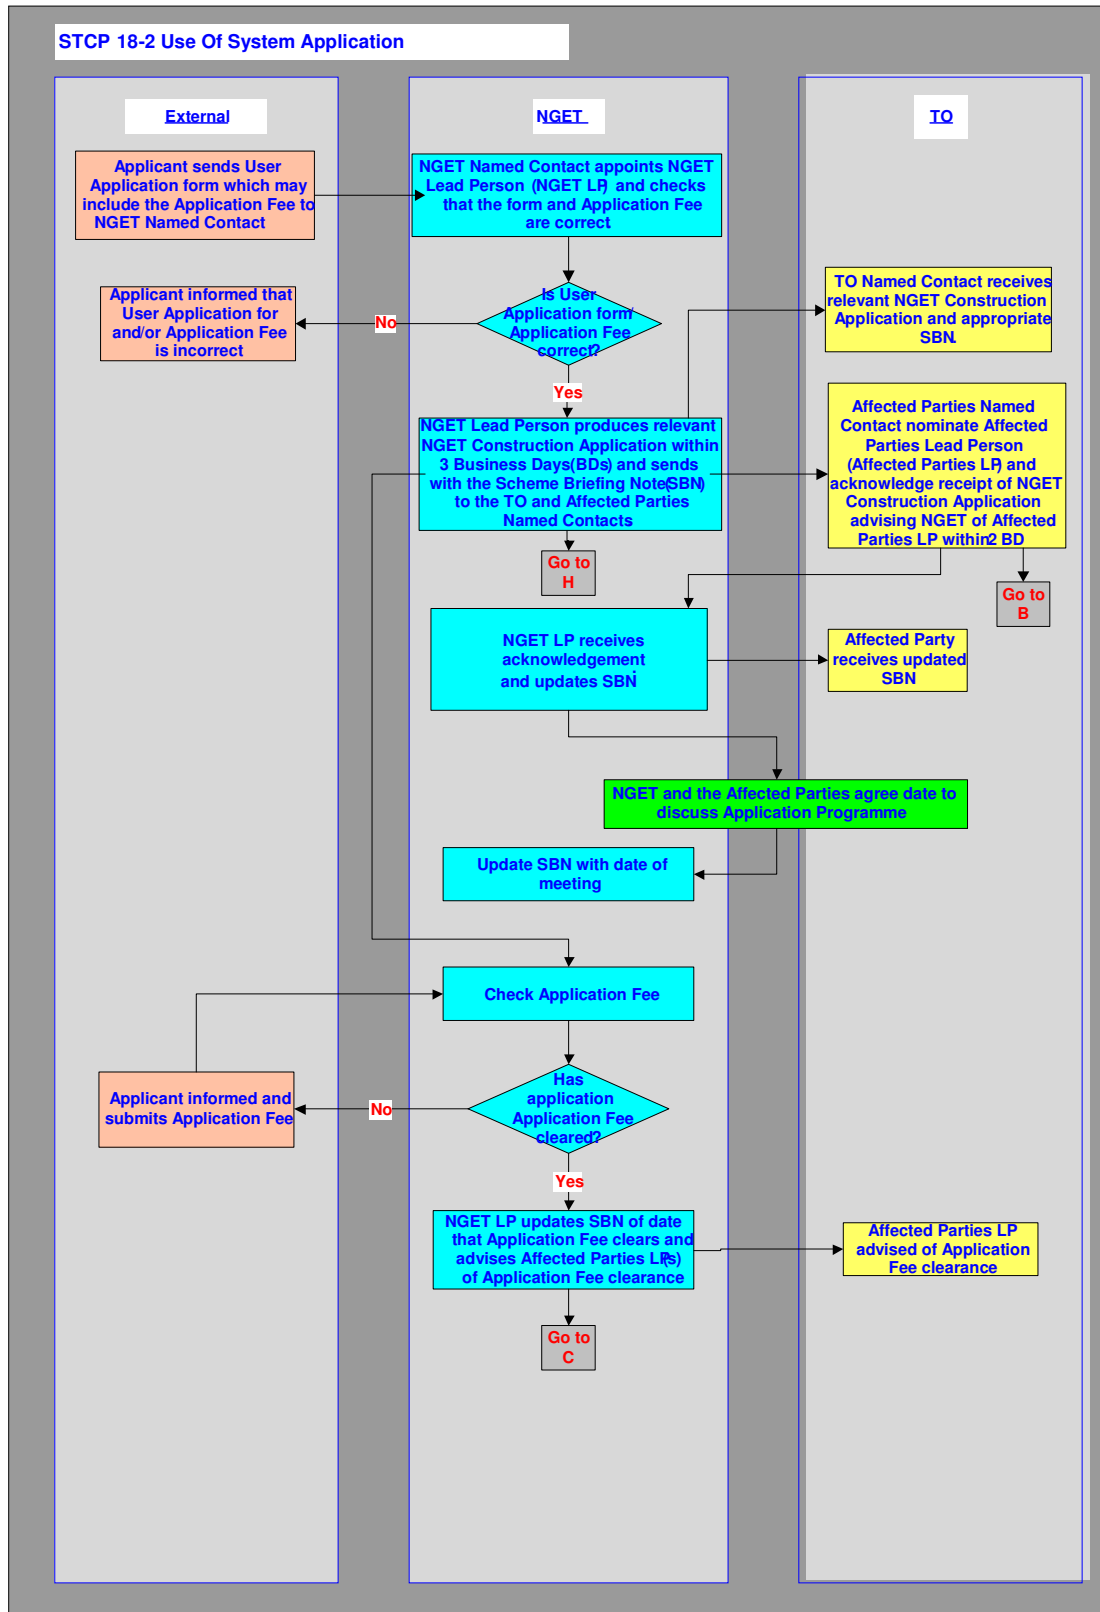 STCP 18-2 Use Of System Application
External
NGET
TO
Applicant sends User
Application form which may
include the Application Fee to
NGET Named Contact
NGET Named Contact appoints NGET
Lead Person (NGET LP) and checks
that the form and Application Fee
are correct
Applicant informed that
User Application for
and/or Application Fee
is incorrect
No
Is User
Application form/
Application Fee
correct?
TO Named Contact receives
relevant NGET Construction
Application and appropriate
SBN.
Yes
NGET Lead Person produces relevant
NGET Construction Application within
3 Business Days(BDs) and sends
with the Scheme Briefing Note(SBN)
to the TO and Affected Parties
Named Contacts
Affected Parties Named
Contact nominate Affected
Parties Lead Person
(Affected Parties LP) and
acknowledge receipt of NGET
Construction Application
advising NGET of Affected
Parties LP within2 BD
Go to
H
Go to
B
NGET LP receives
acknowledgement
and updates SBN.
Affected Party
receives updated
SBN
NGET and the Affected Parties agree date to
discuss Application Programme
Update SBN with date of
meeting
Check Application Fee
Applicant informed and
submits Application Fee
No
Has
application
Application Fee
cleared?
Yes
NGET LP updates SBN of date
that Application Fee clears and
advises Affected Parties LP(s)
of Application Fee clearance
Affected Parties LP
advised of Application
Fee clearance
Go to
C